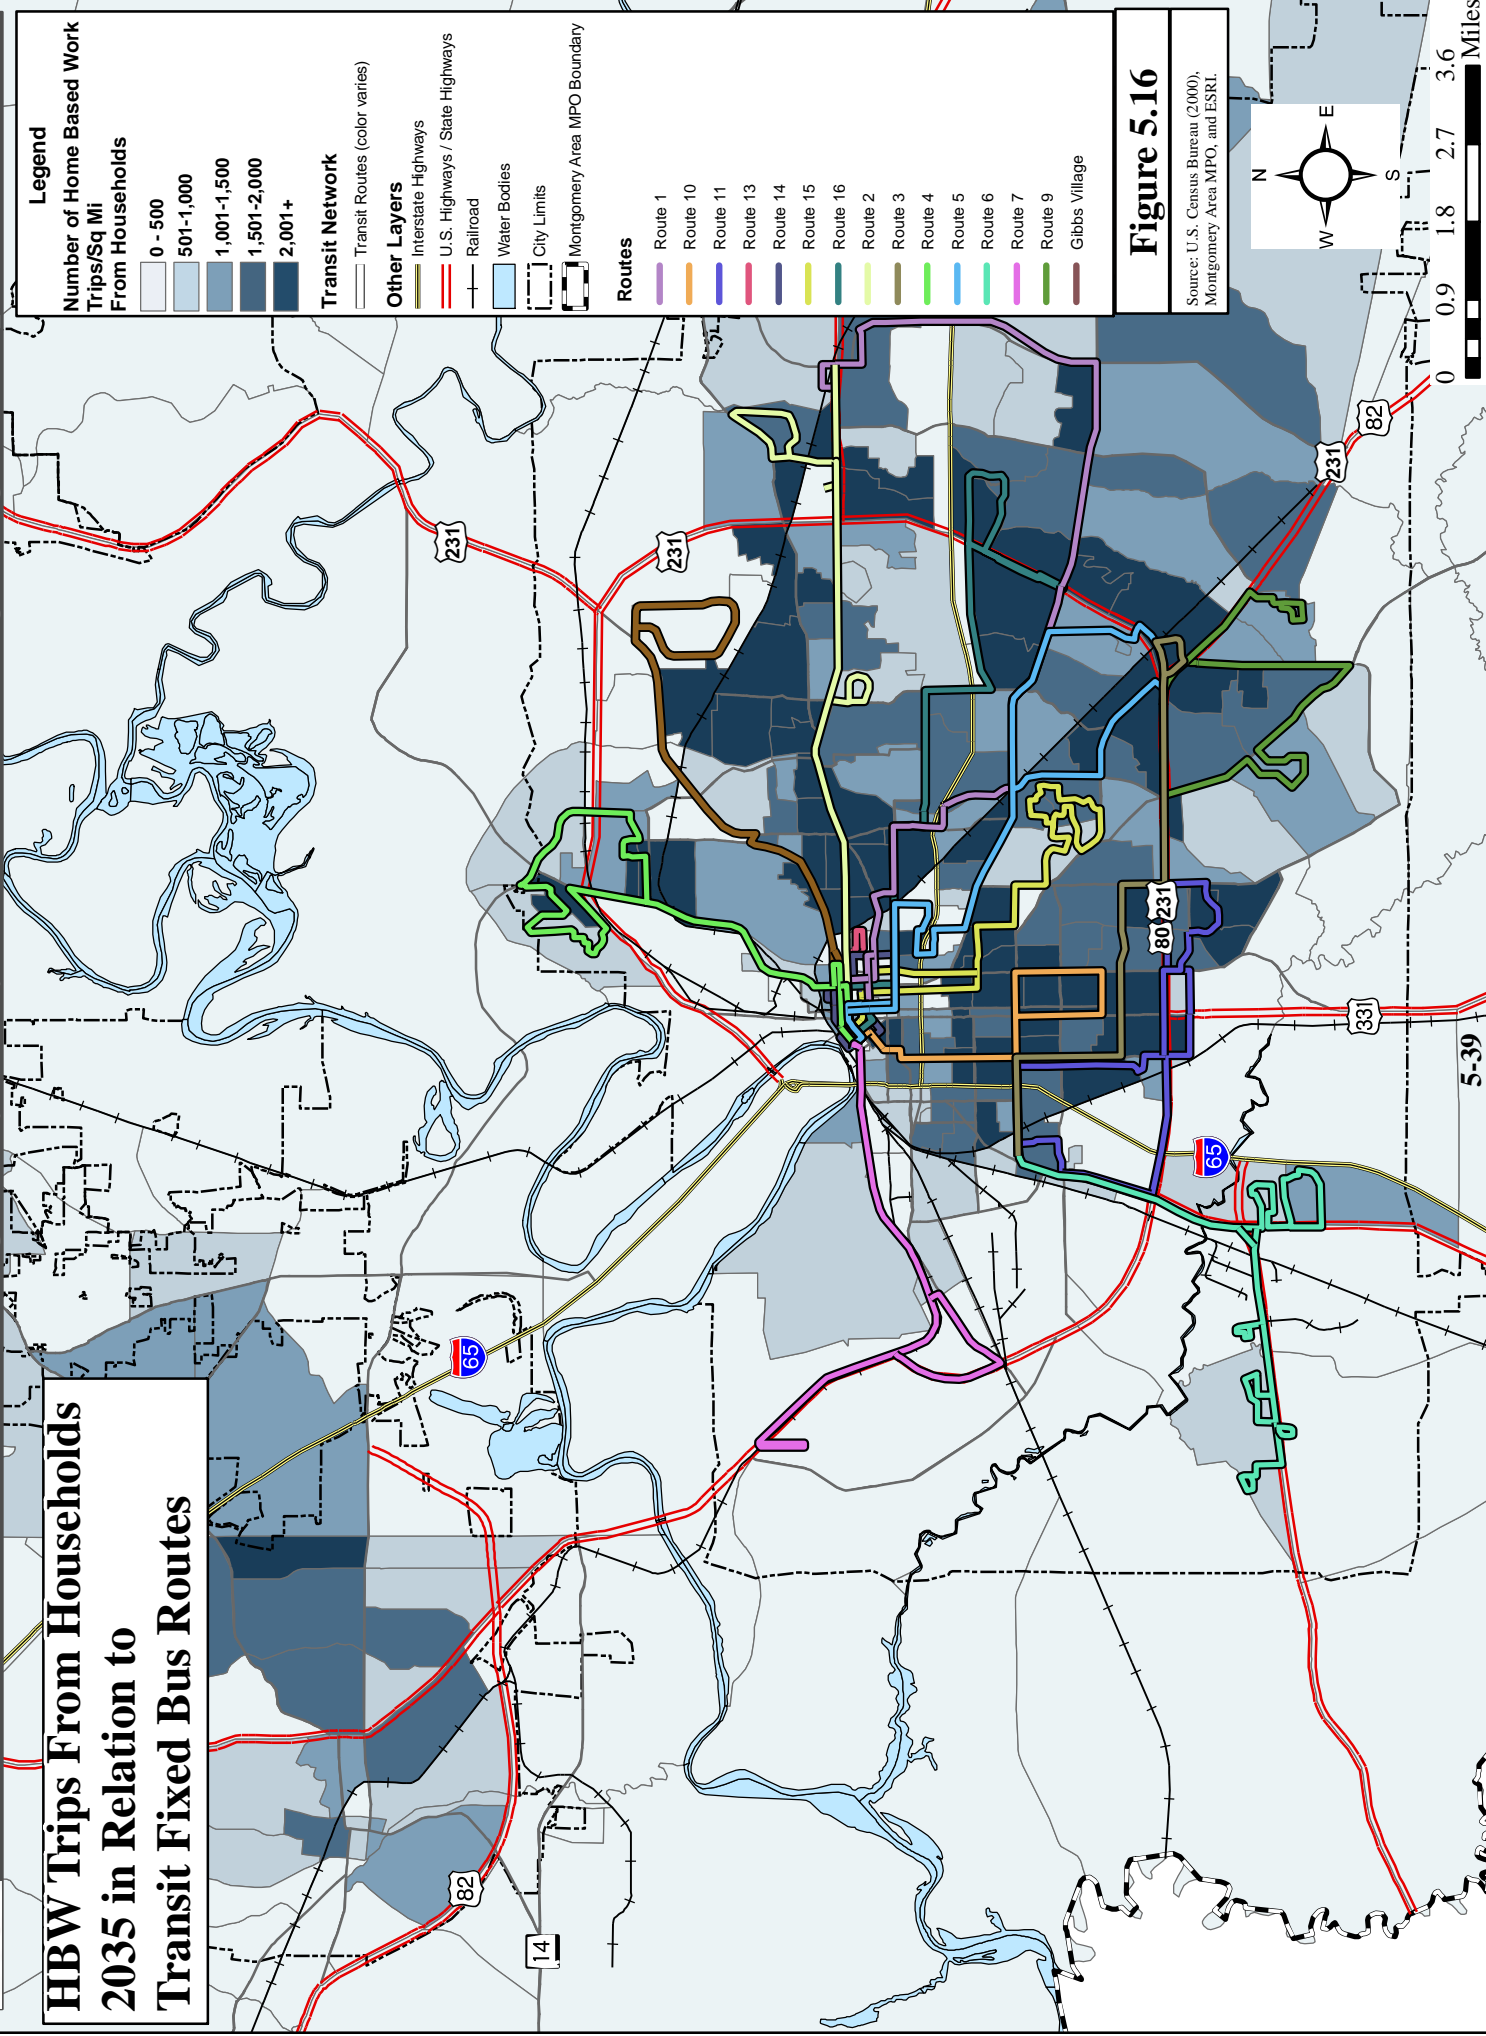 HBW Trips From Households
2035 in Relation to
Transit Fixed Bus Routes
Legend
Number of Home Based Work
Trips/Sq Mi
From Households
0 - 500
501-1,000
1,001-1,500
1,501-2,000
2,001+
Transit Network
Transit Routes (color varies)
Other Layers
Interstate Highways
U.S. Highways / State Highways
Railroad
Water Bodies
City Limits
Montgomery Area MPO Boundary
Routes
Route 1
Route 10
Route 11
Route 13
Route 14
Route 15
Route 16
Route 2
Route 3
Route 4
Route 5
Route 6
Route 7
Route 9
Gibbs Village
Figure 5.16
Source: U.S. Census Bureau (2000),
Montgomery Area MPO, and ESRI.
N
W
E
S
0 0.9 1.8 2.7 3.6
Miles
231
231
65
82
14
231
82
80
231
331
65
5-39